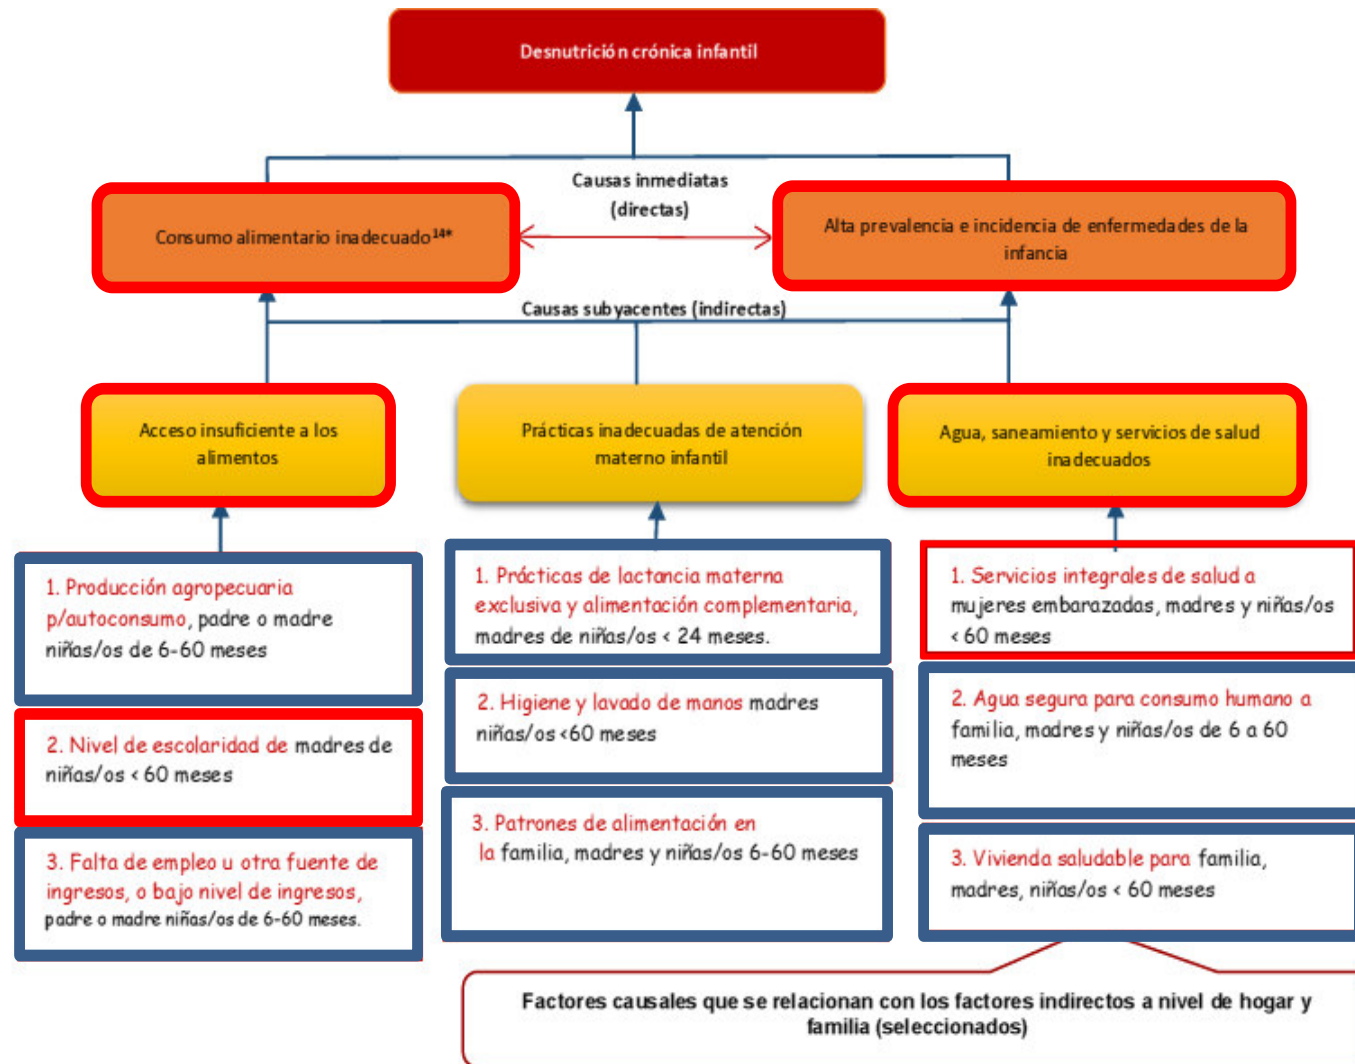 Desnutrición crónica infantil
Causas inmediatas
(directas)
Consumo alimentario inadecuado¹⁴*
Alta prevalencia e incidencia de enfermedades de la
infancia
Causas subyacentes (indirectas)
Acceso insuficiente a los
alimentos
Prácticas inadecuadas de atención
materno infantil
Agua, saneamiento y servicios de salud
inadecuados
1. Producción agropecuaria
p/autoconsumo, padre o madre
niñas/os de 6-60 meses
2. Nivel de escolaridad de madres de
niñas/os < 60 meses
3. Falta de empleo u otra fuente de
ingresos, o bajo nivel de ingresos,
padre o madre niñas/os de 6-60 meses.
1. Prácticas de lactancia materna
exclusiva y alimentación complementaria,
madres de niñas/os < 24 meses.
2. Higiene y lavado de manos madres
niñas/os <60 meses
3. Patrones de alimentación en
la familia, madres y niñas/os 6-60 meses
1. Servicios integrales de salud a
mujeres embarazadas, madres y niñas/os
< 60 meses
2. Agua segura para consumo humano a
familia, madres y niñas/os de 6 a 60
meses
3. Vivienda saludable para familia,
madres, niñas/os < 60 meses
Factores causales que se relacionan con los factores indirectos a nivel de hogar y
familia (seleccionados)